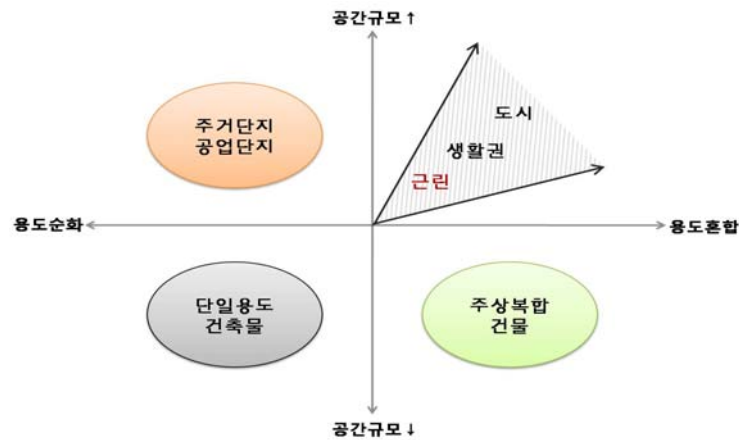 공간규모↑
주거단지
공업단지
도시
생활권
근린
용도순화
용도혼합
단일용도
건축물
주상복합
건물
공간규모↓